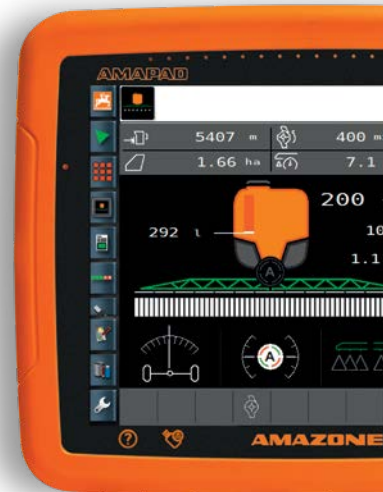 AMAPAD
5407 m 400 m
1.66 ha 7.1
200
292 l 10
1.1
A
A
? AMAZONE